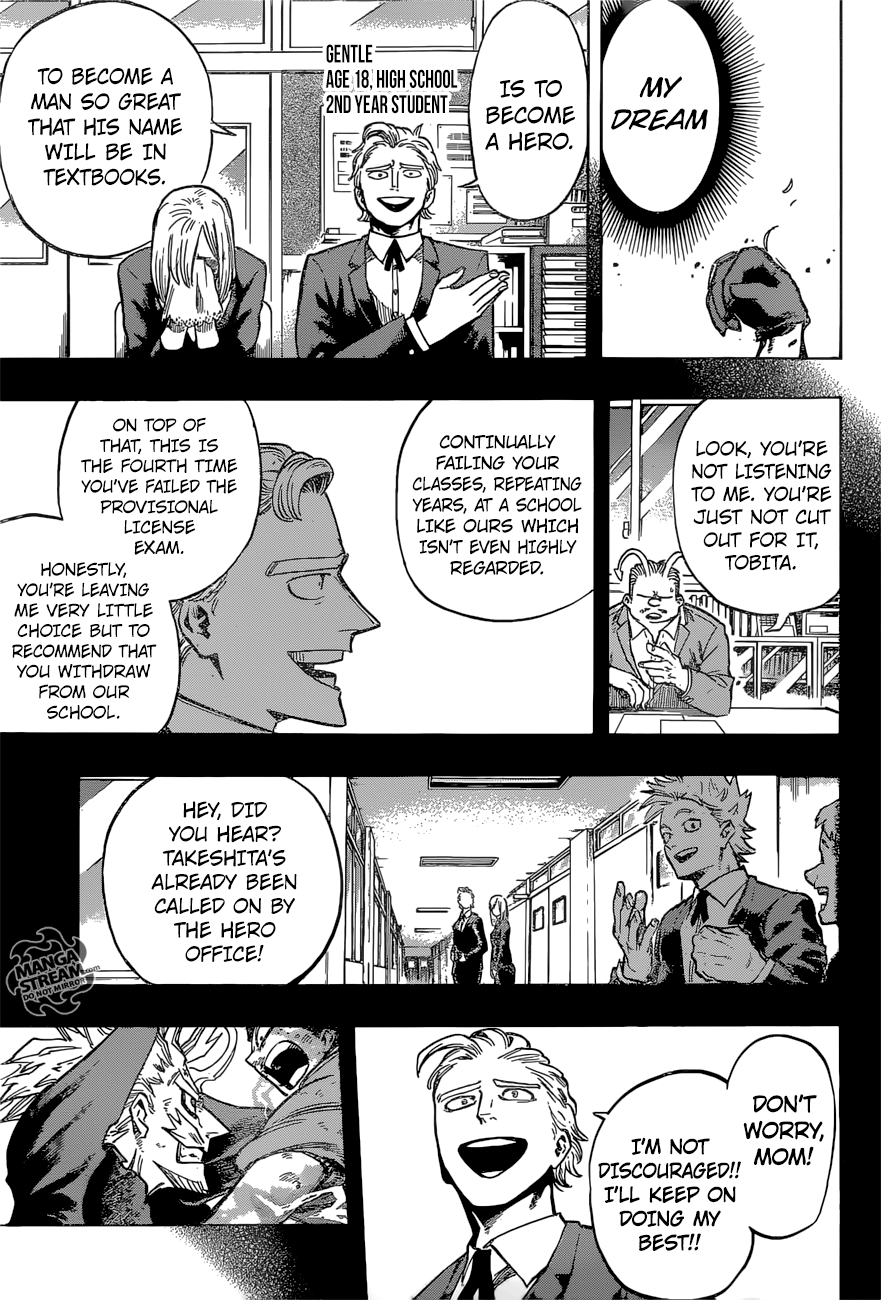 MY
DREAM
IS TO
BECOME
A HERO.
GENTLE
AGE 18, HIGH SCHOOL
2ND YEAR STUDENT
TO BECOME A
MAN SO GREAT
THAT HIS NAME
WILL BE IN
TEXTBOOKS.
LOOK, YOU'RE
NOT LISTENING
TO ME. YOU'RE
JUST NOT CUT
OUT FOR IT,
TOBITA.
CONTINUALLY
FAILING YOUR
CLASSES, REPEATING
YEARS, AT A SCHOOL
LIKE OURS WHICH
ISN'T EVEN HIGHLY
REGARDED.
ON TOP OF
THAT, THIS IS
THE FOURTH TIME
YOU'VE FAILED THE
PROVISIONAL
LICENSE
EXAM.
HONESTLY,
YOU'RE LEAVING
ME VERY LITTLE
CHOICE BUT TO
RECOMMEND THAT
YOU WITHDRAW
FROM OUR
SCHOOL.
HEY, DID
YOU HEAR?
TAKESHITA'S
ALREADY BEEN
CALLED ON BY
THE HERO
OFFICE!
MANGA
STREAM.com
DO NOT MIRROR!
DON'T
WORRY,
MOM!
I'M NOT
DISCOURAGED!!
I'LL KEEP ON
DOING MY
BEST!!